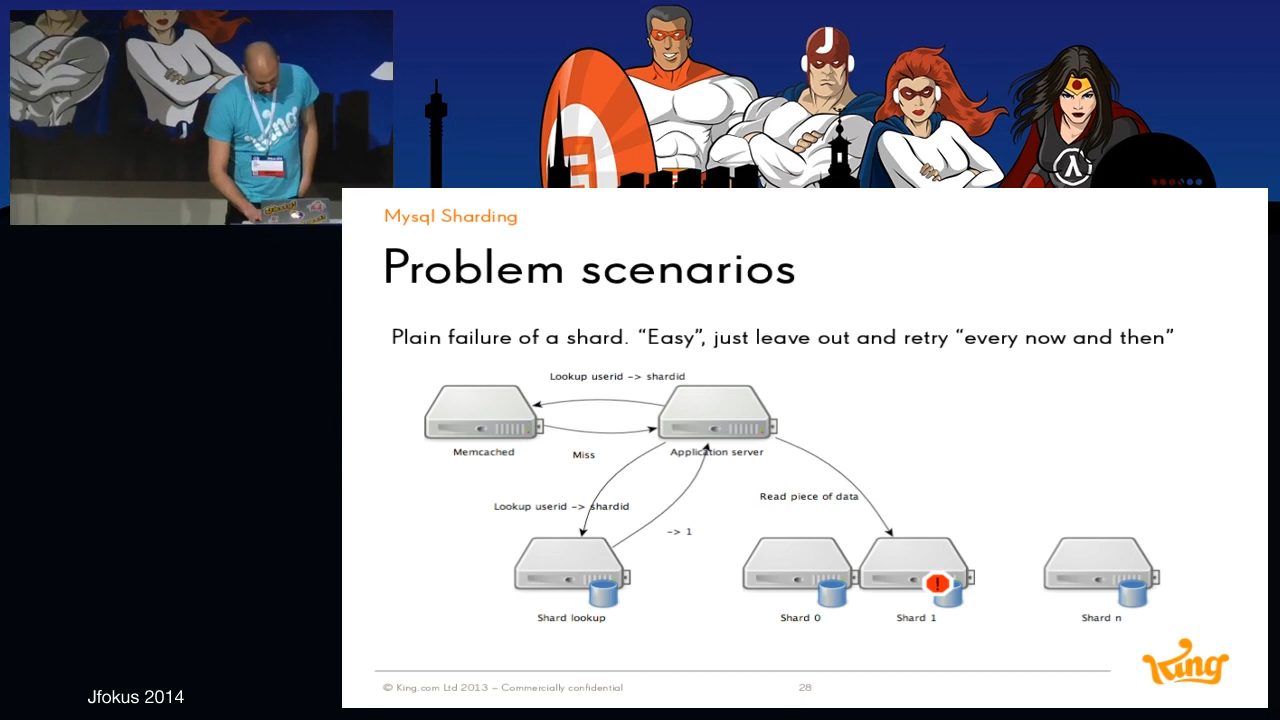 King
Mysql Sharding
Problem scenarios
Plain failure of a shard. “Easy”, just leave out and retry “every now and then”
Lookup userid -> shardid
Memcached
Miss
Application server
Lookup userid -> shardid
-> 1
Read piece of data
Shard lookup
Shard 0
Shard 1
Shard n
King
© King.com Ltd 2013 – Commercially confidential
28
Jfokus 2014